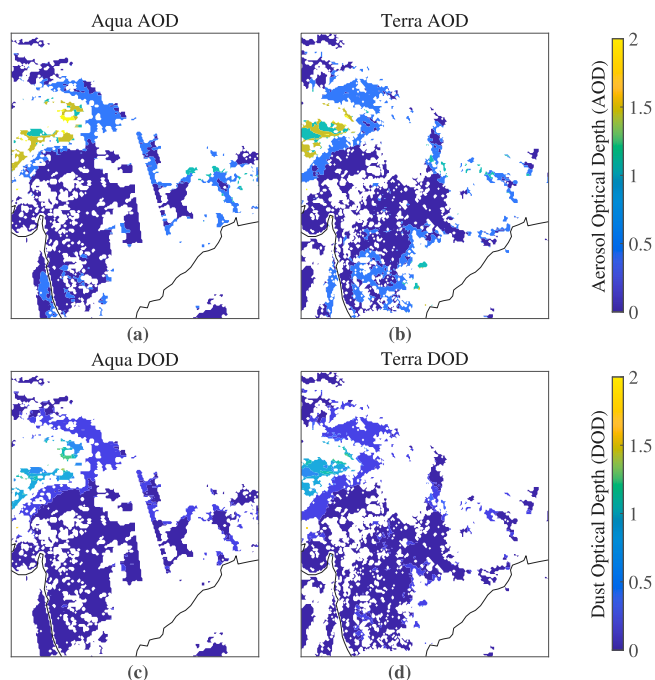 Aqua AOD
Terra AOD
2
1.5
1
0.5
0
Aerosol Optical Depth (AOD)
(a)
(b)
Aqua DOD
Terra DOD
2
1.5
1
0.5
0
Dust Optical Depth (DOD)
(c)
(d)